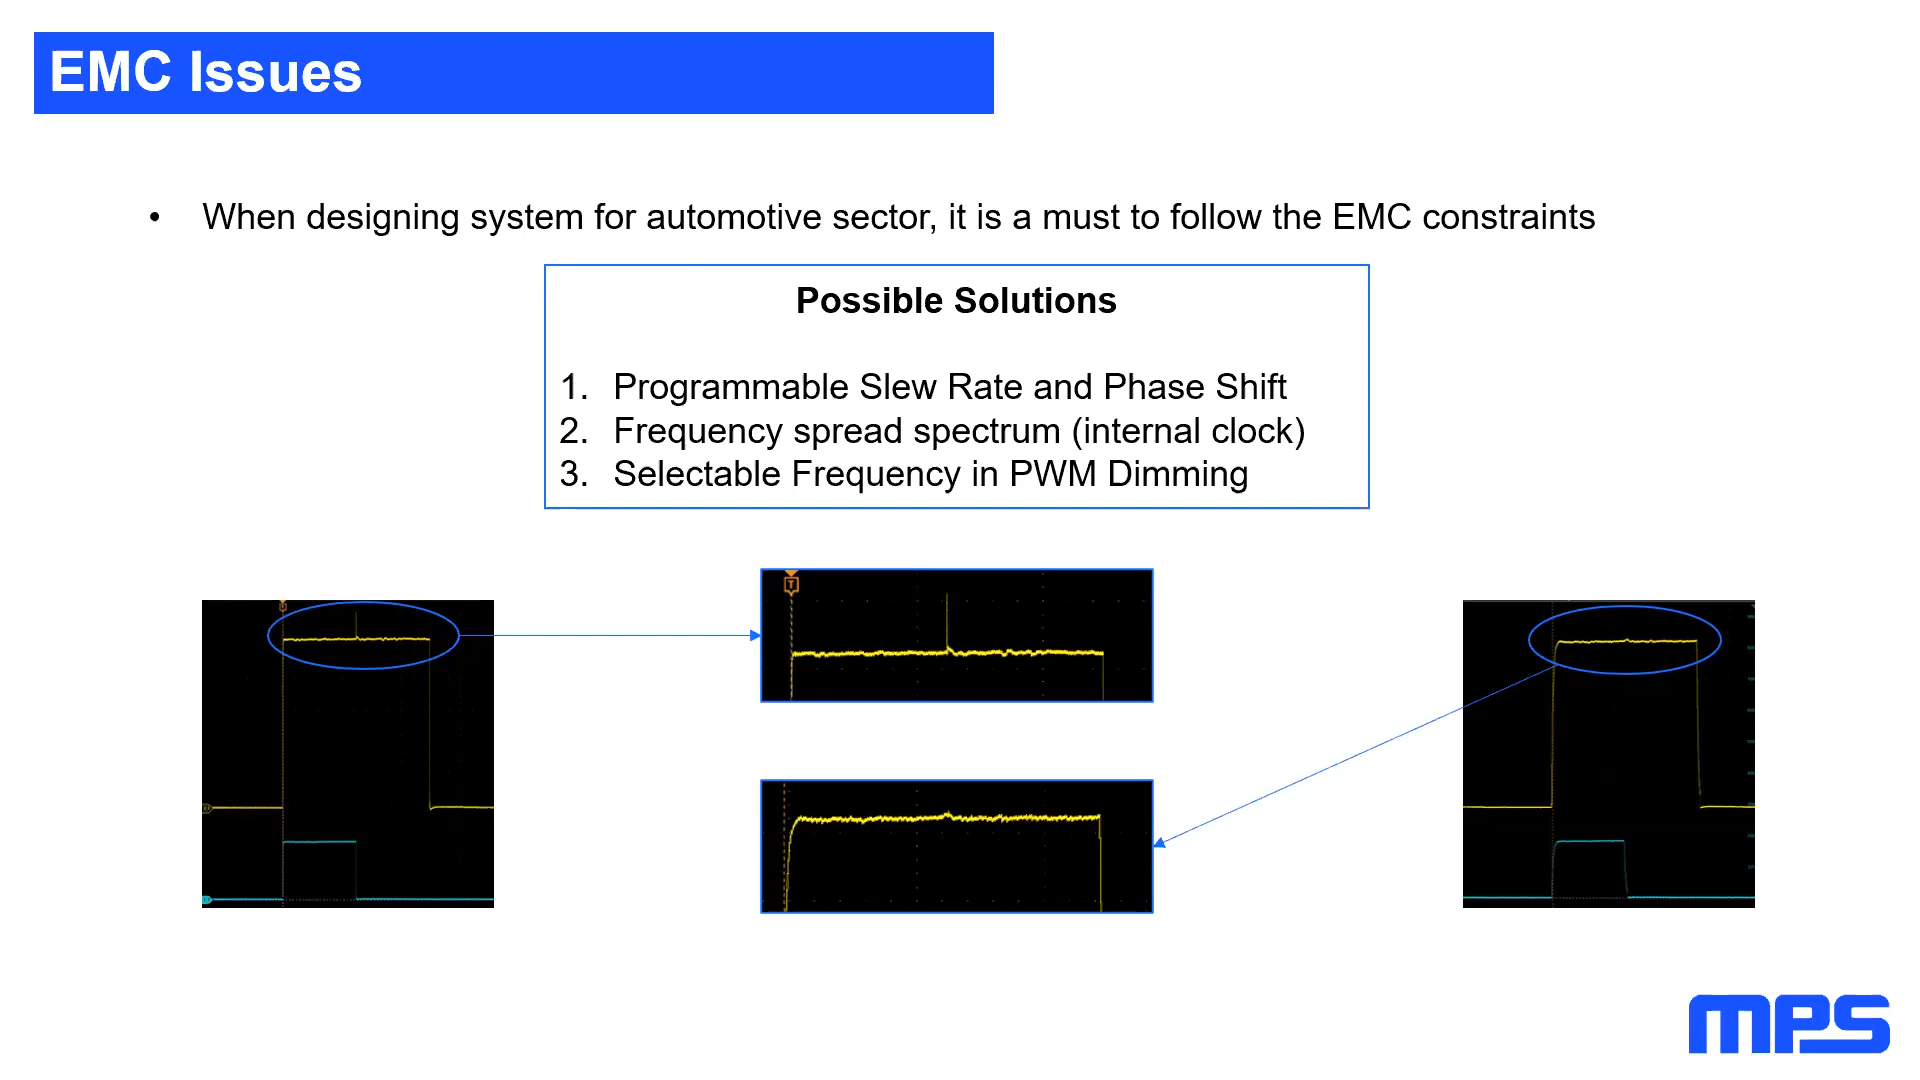 EMC Issues
• When designing system for automotive sector, it is a must to follow the EMC constraints
Possible Solutions
1. Programmable Slew Rate and Phase Shift
2. Frequency spread spectrum (internal clock)
3. Selectable Frequency in PWM Dimming
T
mPS